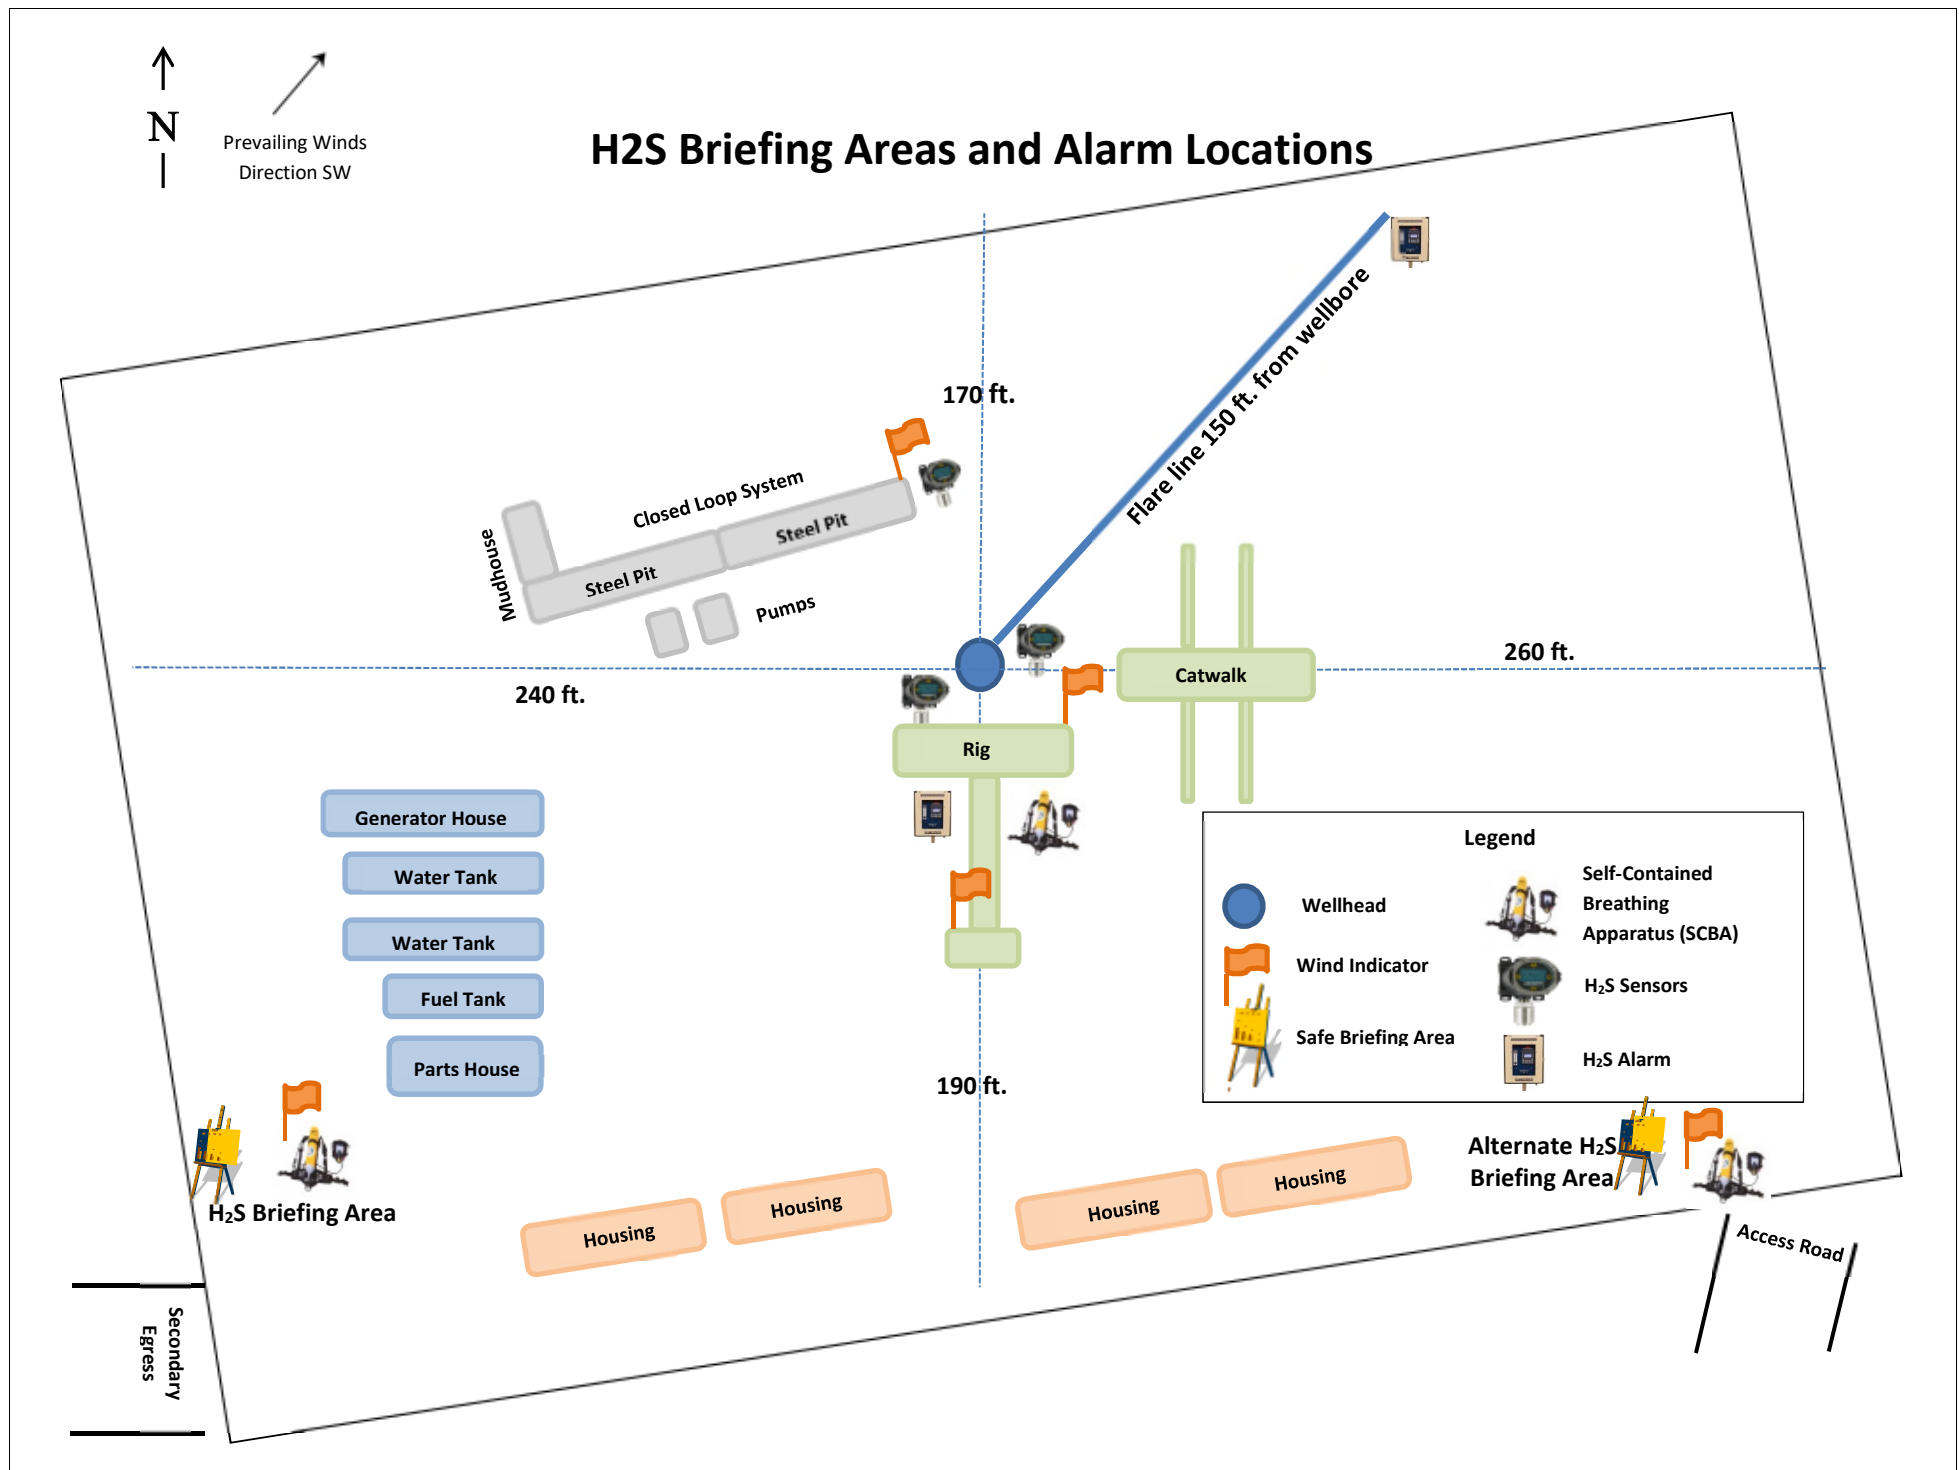 N
Prevailing Winds
Direction SW
H2S Briefing Areas and Alarm Locations
170 ft.
Flare line 150 ft. from wellbore
Closed Loop System
Steel Pit
Steel Pit
Mudhouse
Pumps
240 ft.
260 ft.
Catwalk
Rig
Generator House
Water Tank
Water Tank
Fuel Tank
Parts House
190 ft.
Legend
Wellhead
Wind Indicator
Safe Briefing Area
Self-Contained
Breathing
Apparatus (SCBA)
H₂S Sensors
H₂S Alarm
H₂S Briefing Area
Alternate H₂S
Briefing Area
Housing
Housing
Housing
Housing
Access Road
Secondary
Egress